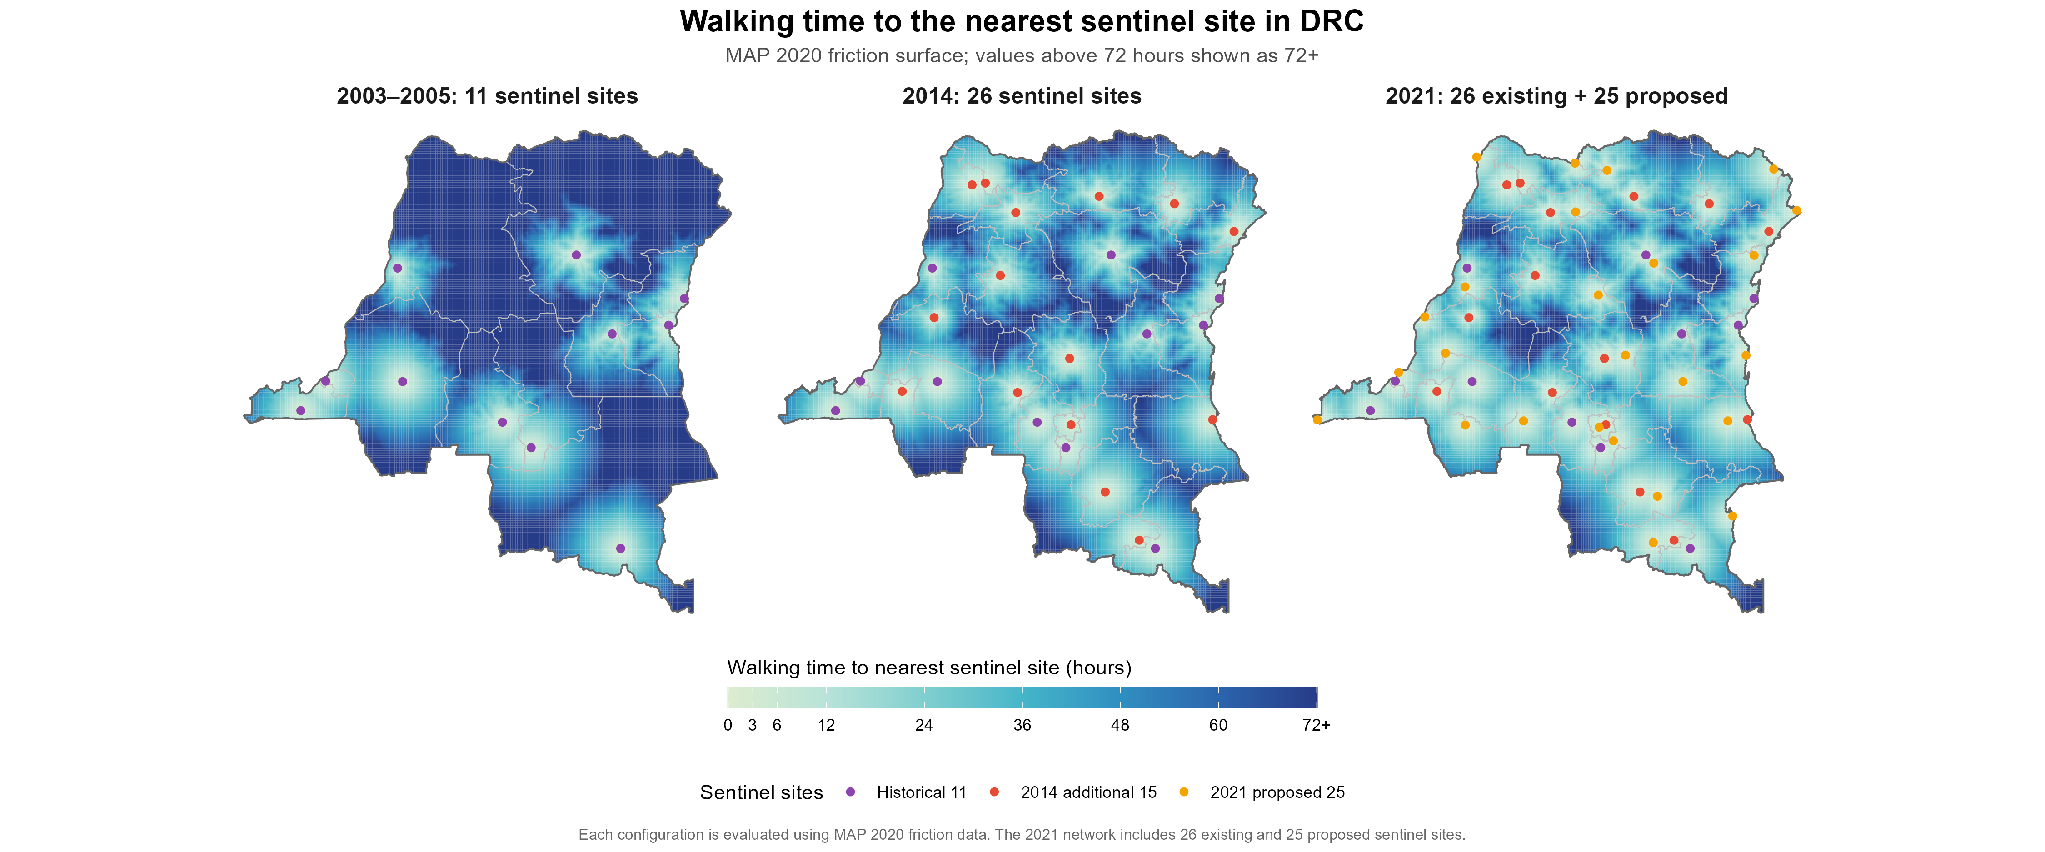 Walking time to the nearest sentinel site in DRC
MAP 2020 friction surface; values above 72 hours shown as 72+
2003–2005: 11 sentinel sites
2014: 26 sentinel sites
2021: 26 existing + 25 proposed
Walking time to nearest sentinel site (hours)
0 3 6 12 24 36 48 60 72+
Sentinel sites Historical 11 2014 additional 15 2021 proposed 25
Each configuration is evaluated using MAP 2020 friction data. The 2021 network includes 26 existing and 25 proposed sentinel sites.